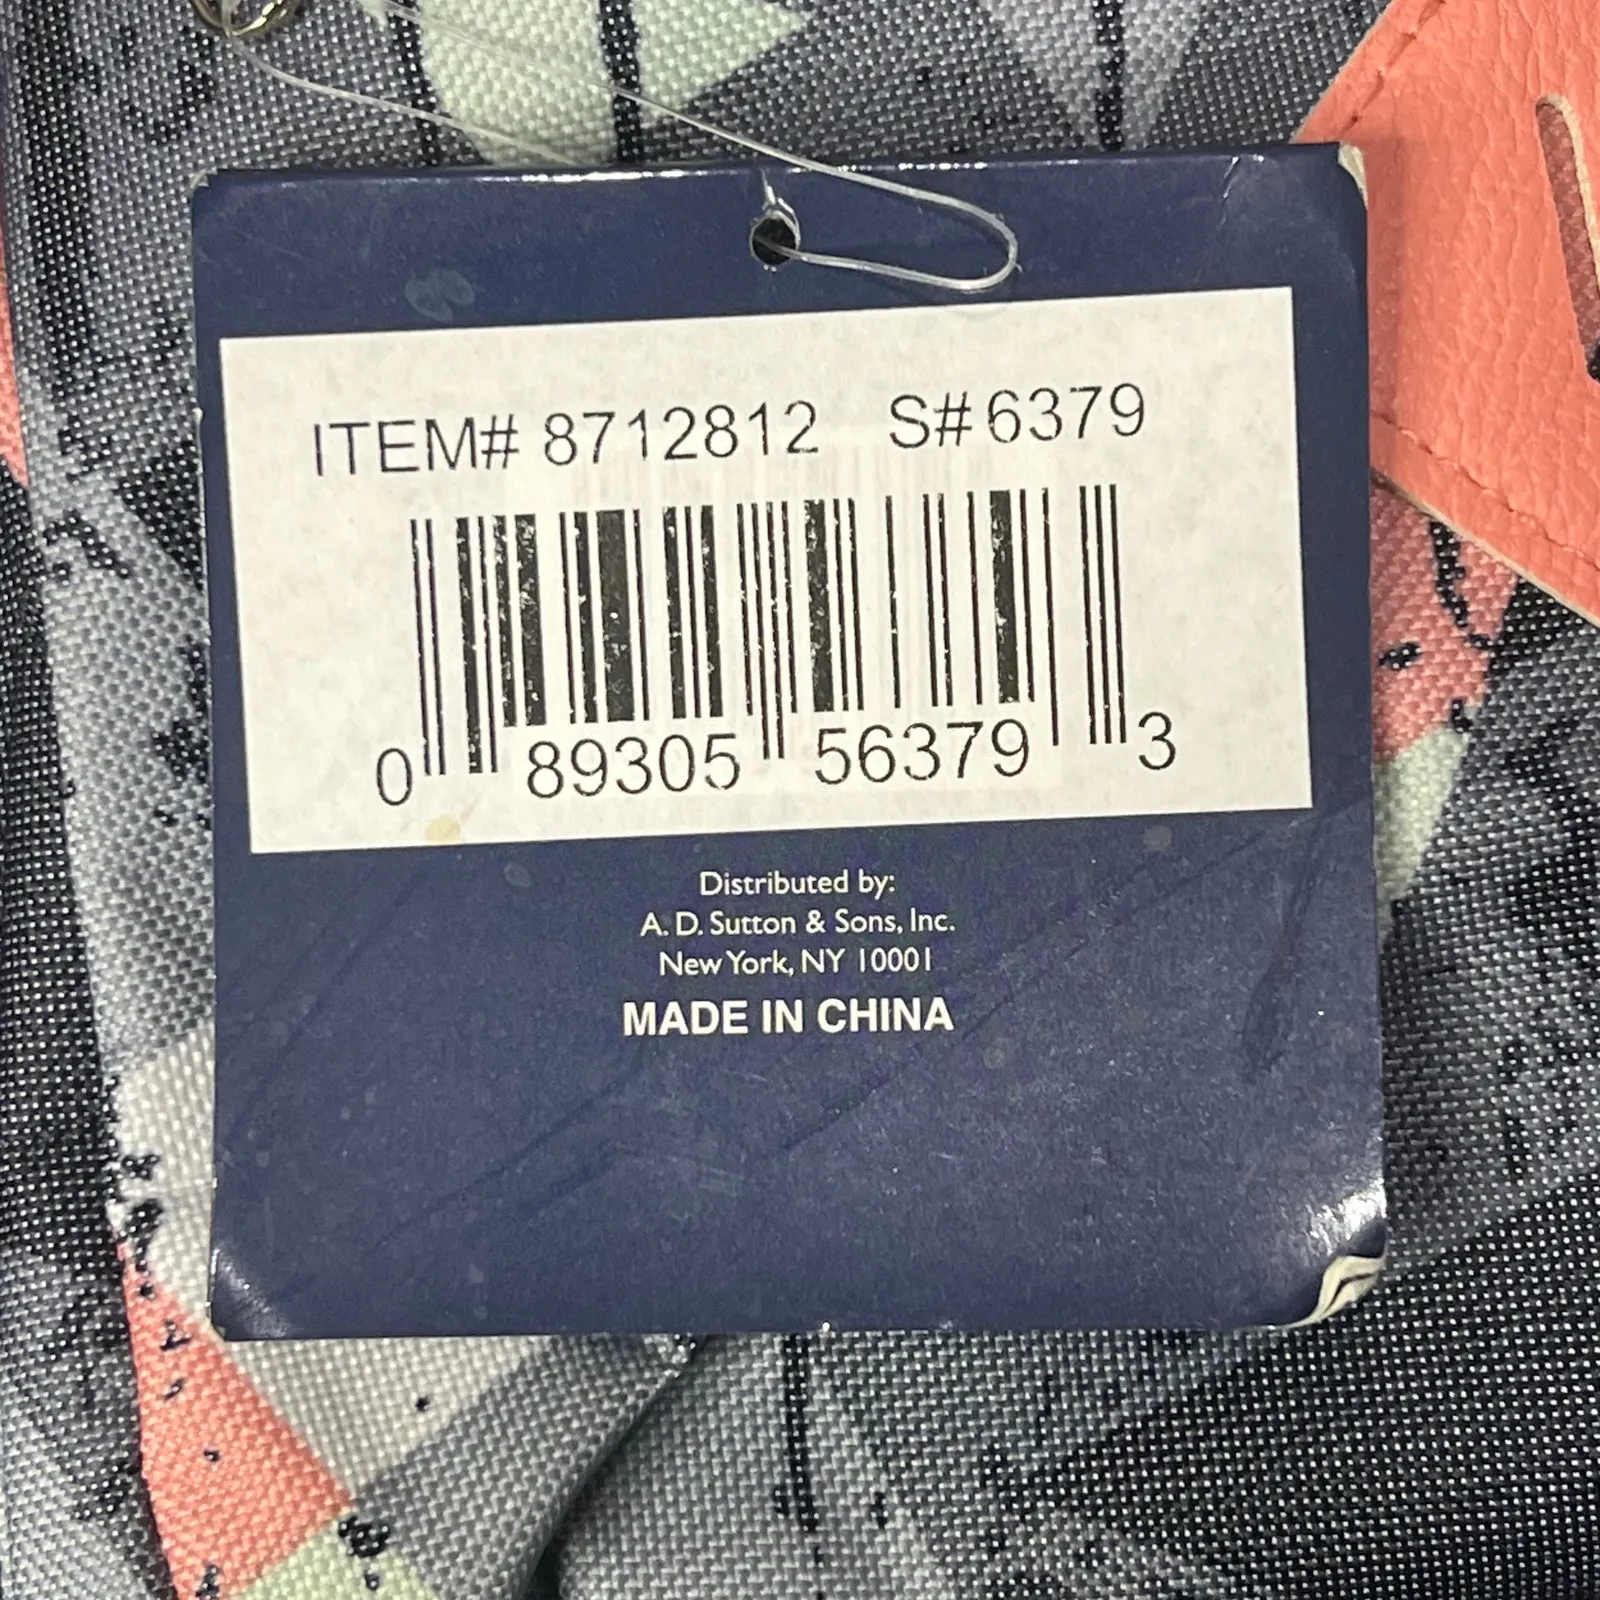 ITEM# 8712812 S#6379
0 89305 56379 3
Distributed by:
A. D. Sutton & Sons, Inc.
New York, NY 10001
MADE IN CHINA